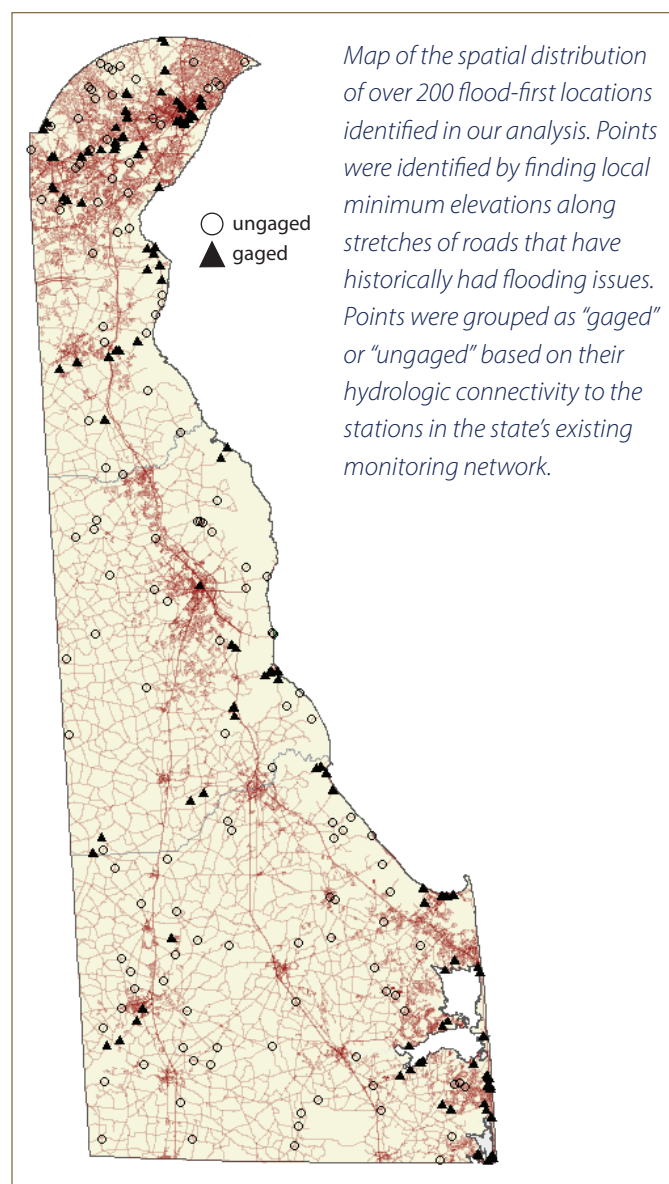 Map of the spatial distribution
of over 200 flood-first locations
identified in our analysis. Points
were identified by finding local
minimum elevations along
stretches of roads that have
historically had flooding issues.
Points were grouped as “gaged”
or “ungaged” based on their
hydrologic connectivity to the
stations in the state’s existing
monitoring network.
ungaged
gaged